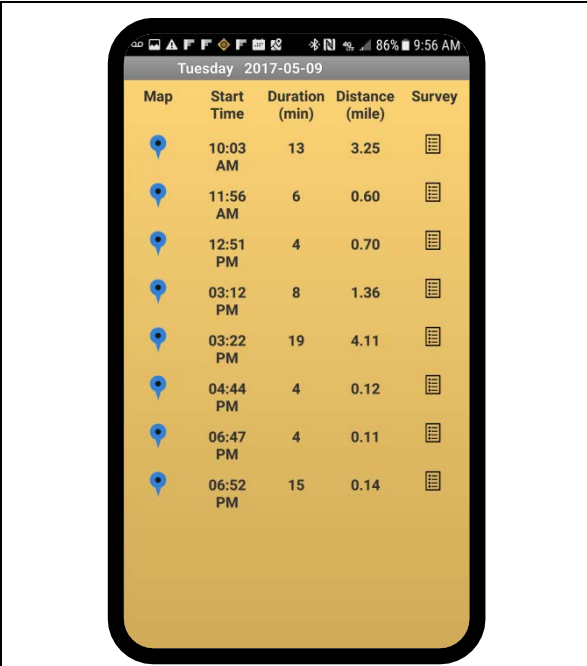 86% 9:56 AM
Tuesday 2017-05-09
Map Start Time Duration (min) Distance (mile) Survey
10:03 AM 13 3.25
11:56 AM 6 0.60
12:51 PM 4 0.70
03:12 PM 8 1.36
03:22 PM 19 4.11
04:44 PM 4 0.12
06:47 PM 4 0.11
06:52 PM 15 0.14